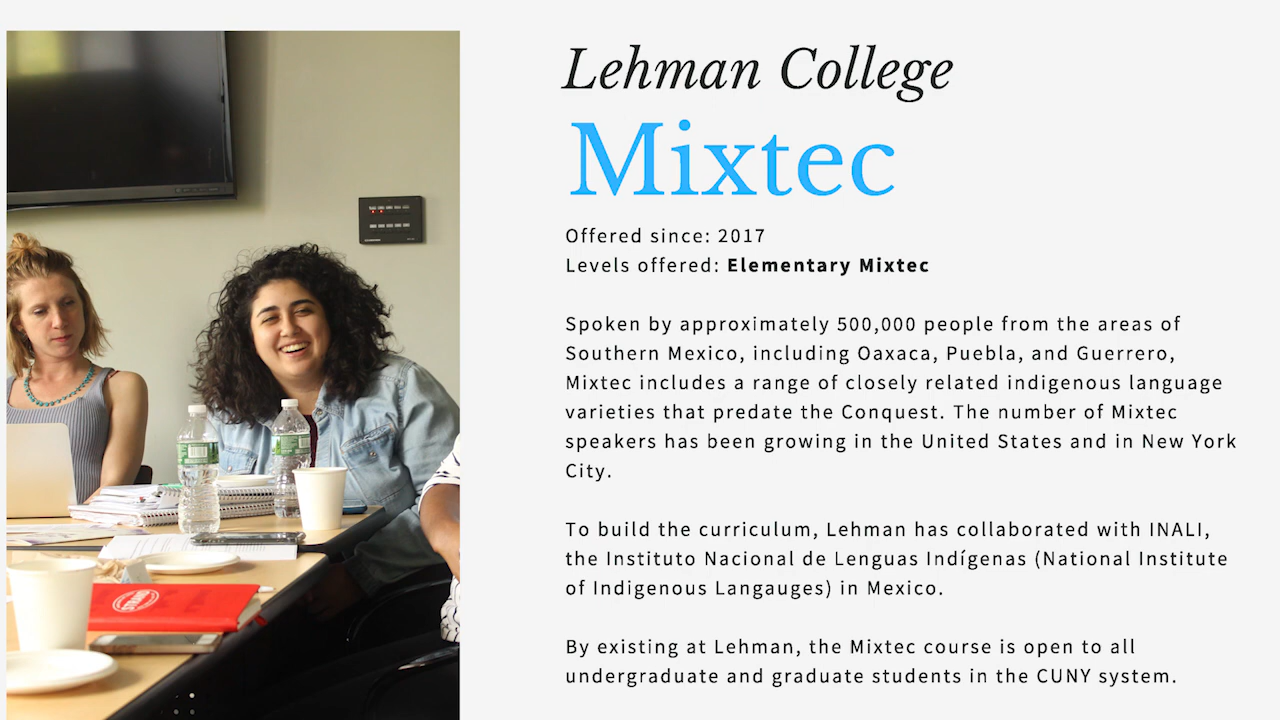 Lehman College
Mixtec
Offered since: 2017
Levels offered: Elementary Mixtec
Spoken by approximately 500,000 people from the areas of
Southern Mexico, including Oaxaca, Puebla, and Guerrero,
Mixtec includes a range of closely related indigenous language
varieties that predate the Conquest. The number of Mixtec
speakers has been growing in the United States and in New York
City.
To build the curriculum, Lehman has collaborated with INALI,
the Instituto Nacional de Lenguas Indígenas (National Institute
of Indigenous Langauges) in Mexico.
By existing at Lehman, the Mixtec course is open to all
undergraduate and graduate students in the CUNY system.